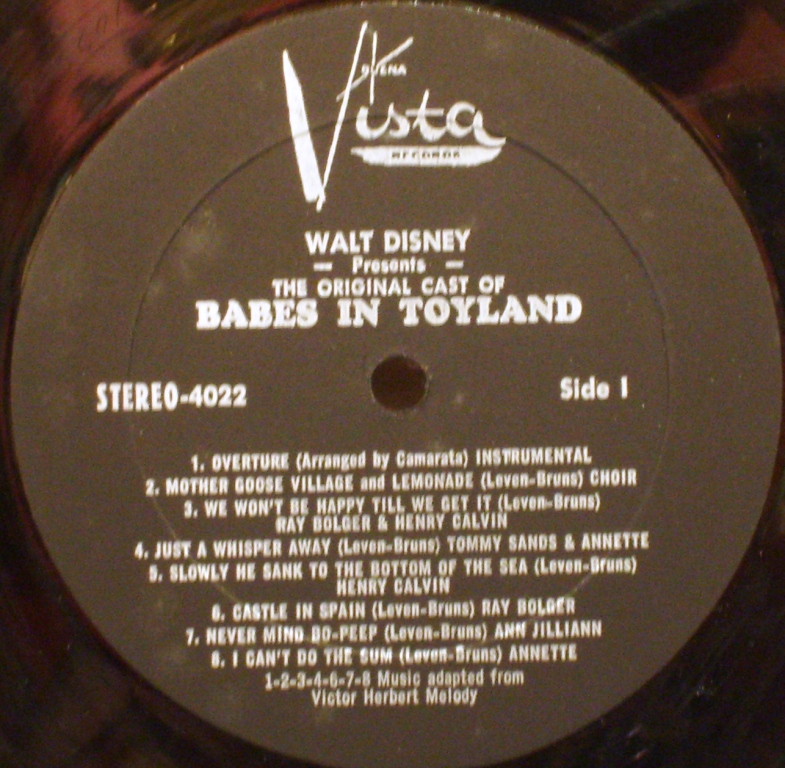 BUENA
Vista
RECORDS
WALT DISNEY
— Presents —
THE ORIGINAL CAST OF
BABES IN TOYLAND
STEREO-4022
Side 1
1. OVERTURE (Arranged by Camarata) INSTRUMENTAL
2. MOTHER GOOSE VILLAGE and LEMONADE (Leven-Bruns) CHOIR
3. WE WON'T BE HAPPY TILL WE GET IT (Leven-Bruns)
RAY BOLGER & HENRY CALVIN
4. JUST A WHISPER AWAY (Leven-Bruns) TOMMY SANDS & ANNETTE
5. SLOWLY HE SANK TO THE BOTTOM OF THE SEA (Leven-Bruns)
HENRY CALVIN
6. CASTLE IN SPAIN (Leven-Bruns) RAY BOLGER
7. NEVER MIND BO-PEEP (Leven-Bruns) ANN JILLIANN
8. I CAN'T DO THE SUM (Leven-Bruns) ANNETTE
1-2-3-4-6-7-8 Music adapted from
Victor Herbert Melody